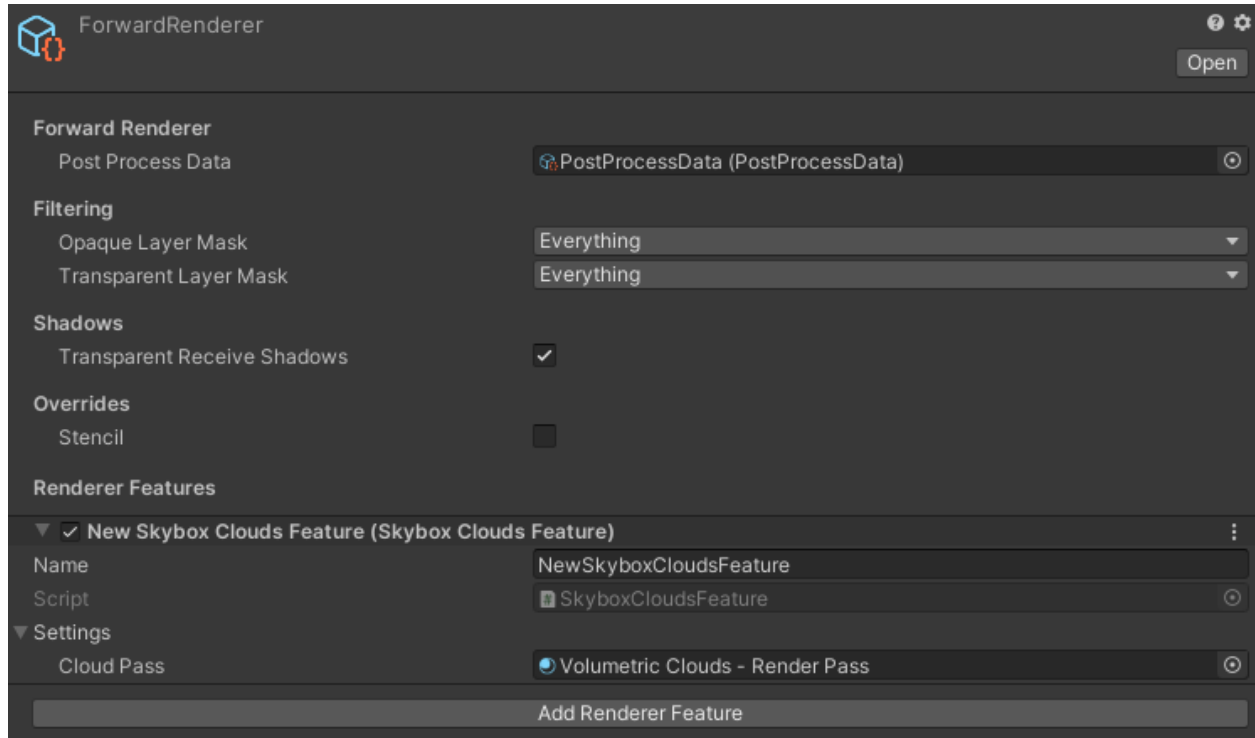 ForwardRenderer
Open
Forward Renderer
Post Process Data PostProcessData (PostProcessData)
Filtering
Opaque Layer Mask Everything
Transparent Layer Mask Everything
Shadows
Transparent Receive Shadows
Overrides
Stencil
Renderer Features
New Skybox Clouds Feature (Skybox Clouds Feature)
Name NewSkyboxCloudsFeature
Script SkyboxCloudsFeature
Settings
Cloud Pass Volumetric Clouds - Render Pass
Add Renderer Feature